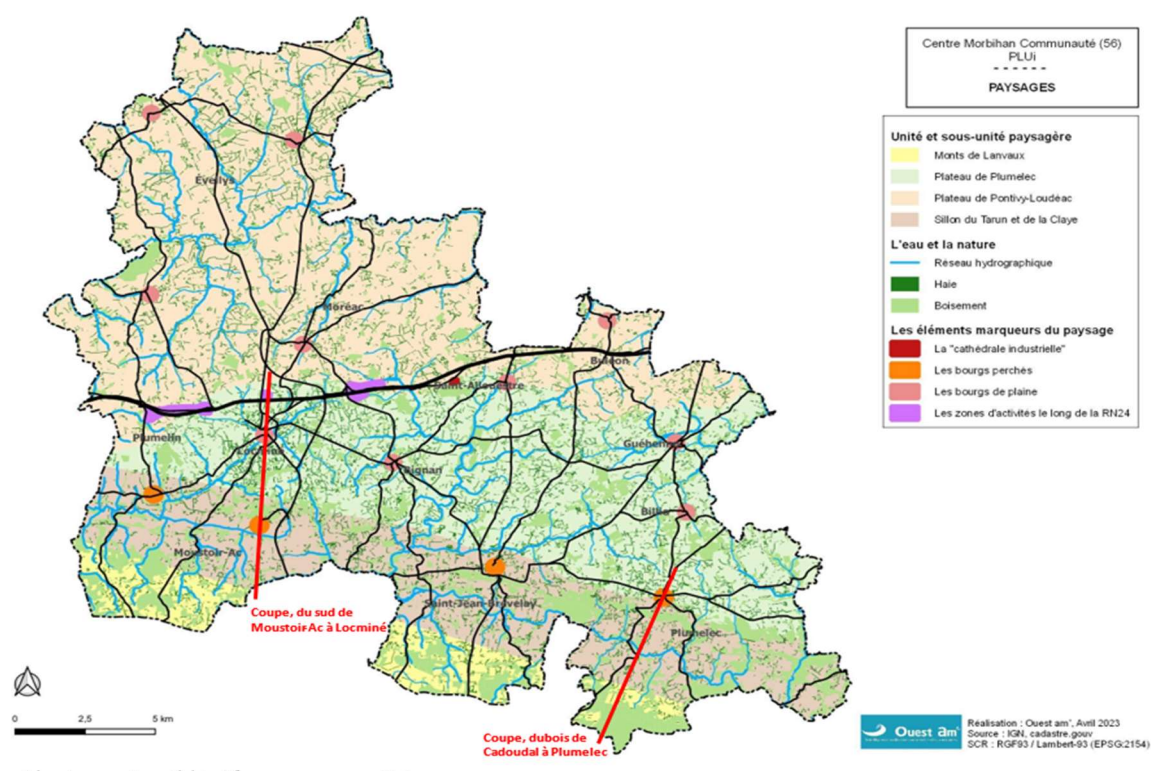 Centre Morbihan Communauté (56)
PLUi
- - - - - -
PAYSAGES
Unité et sous-unité paysagère
Monts de Lanvaux
Plateau de Plumelec
Plateau de Pontivy-Loudéac
Sillon du Tarun et de la Claye
L'eau et la nature
Réseau hydrographique
Haie
Boisement
Les éléments marqueurs du paysage
La "cathédrale industrielle"
Les bourgs perchés
Les bourgs de plaine
Les zones d'activités le long de la RN24
Évellys
Moréac
Buléon
Saint-Allouestre
Plumelin
Locminé
Guéhenno
Bignan
Billio
Moustoir-Ac
Saint-Jean-Brévelay
Plumelec
Coupe, du sud de
Moustoir-Ac à Locminé
Coupe, dubois de
Cadoudal à Plumelec
0 2,5 5 km
Ouest am'
Réalisation : Ouest am', Avril 2023
Source : IGN, cadastre.gouv
SCR : RGF93 / Lambert-93 (EPSG:2154)